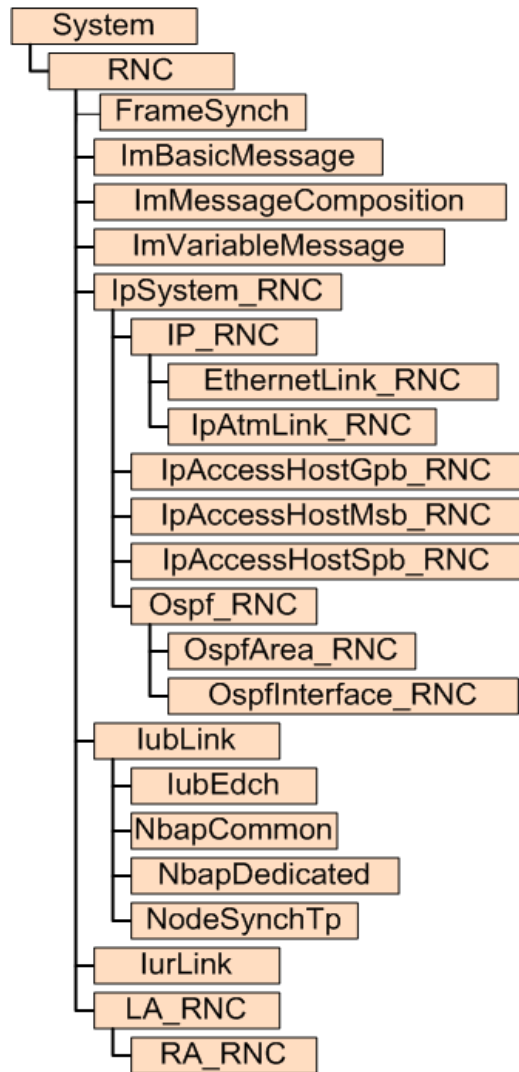 System
RNC
FrameSynch
ImBasicMessage
ImMessageComposition
ImVariableMessage
IpSystem_RNC
IP_RNC
EthernetLink_RNC
IpAtmLink_RNC
IpAccessHostGpb_RNC
IpAccessHostMsb_RNC
IpAccessHostSpb_RNC
Ospf_RNC
OspfArea_RNC
OspfInterface_RNC
IubLink
IubEdch
NbapCommon
NbapDedicated
NodeSynchTp
IurLink
LA_RNC
RA_RNC